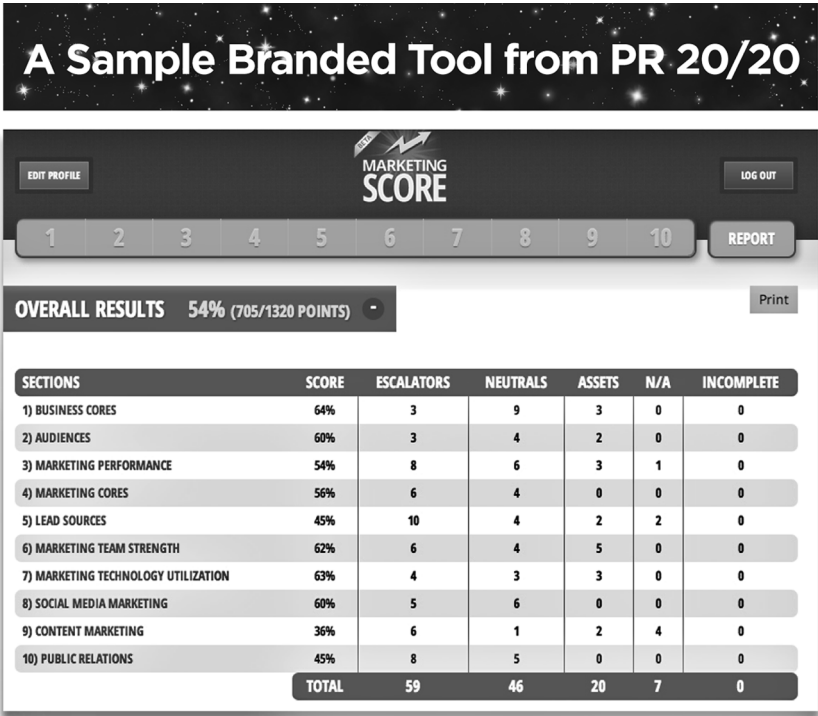 A Sample Branded Tool from PR 20/20
BETA
EDIT PROFILE
MARKETING
SCORE
LOG OUT
1 2 3 4 5 6 7 8 9 10 REPORT
OVERALL RESULTS 54% (705/1320 POINTS) -
Print
SECTIONS SCORE ESCALATORS NEUTRALS ASSETS N/A INCOMPLETE
1) BUSINESS CORES 64% 3 9 3 0 0
2) AUDIENCES 60% 3 4 2 0 0
3) MARKETING PERFORMANCE 54% 8 6 3 1 0
4) MARKETING CORES 56% 6 4 0 0 0
5) LEAD SOURCES 45% 10 4 2 2 0
6) MARKETING TEAM STRENGTH 62% 6 4 5 0 0
7) MARKETING TECHNOLOGY UTILIZATION 63% 4 3 3 0 0
8) SOCIAL MEDIA MARKETING 60% 5 6 0 0 0
9) CONTENT MARKETING 36% 6 1 2 4 0
10) PUBLIC RELATIONS 45% 8 5 0 0 0
TOTAL 59 46 20 7 0